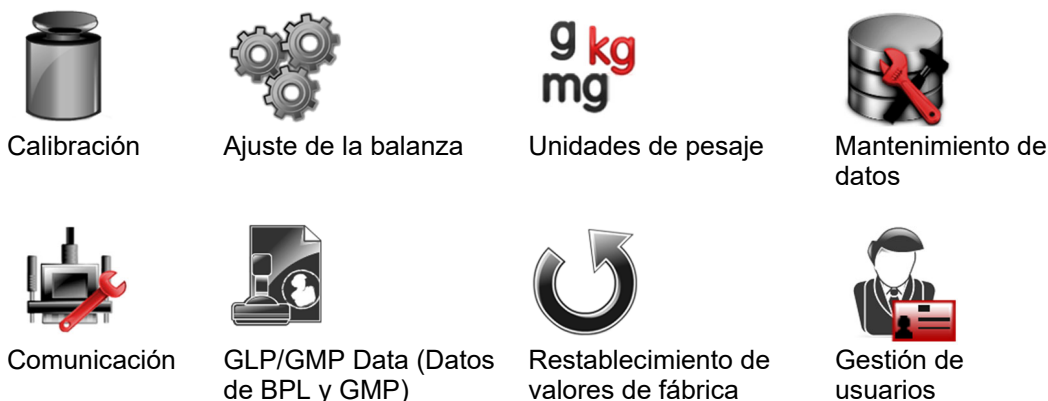 g kg
mg
Calibración
Ajuste de la balanza
Unidades de pesaje
Mantenimiento de
datos
Comunicación
GLP/GMP Data (Datos
de BPL y GMP)
Restablecimiento de
valores de fábrica
Gestión de
usuarios